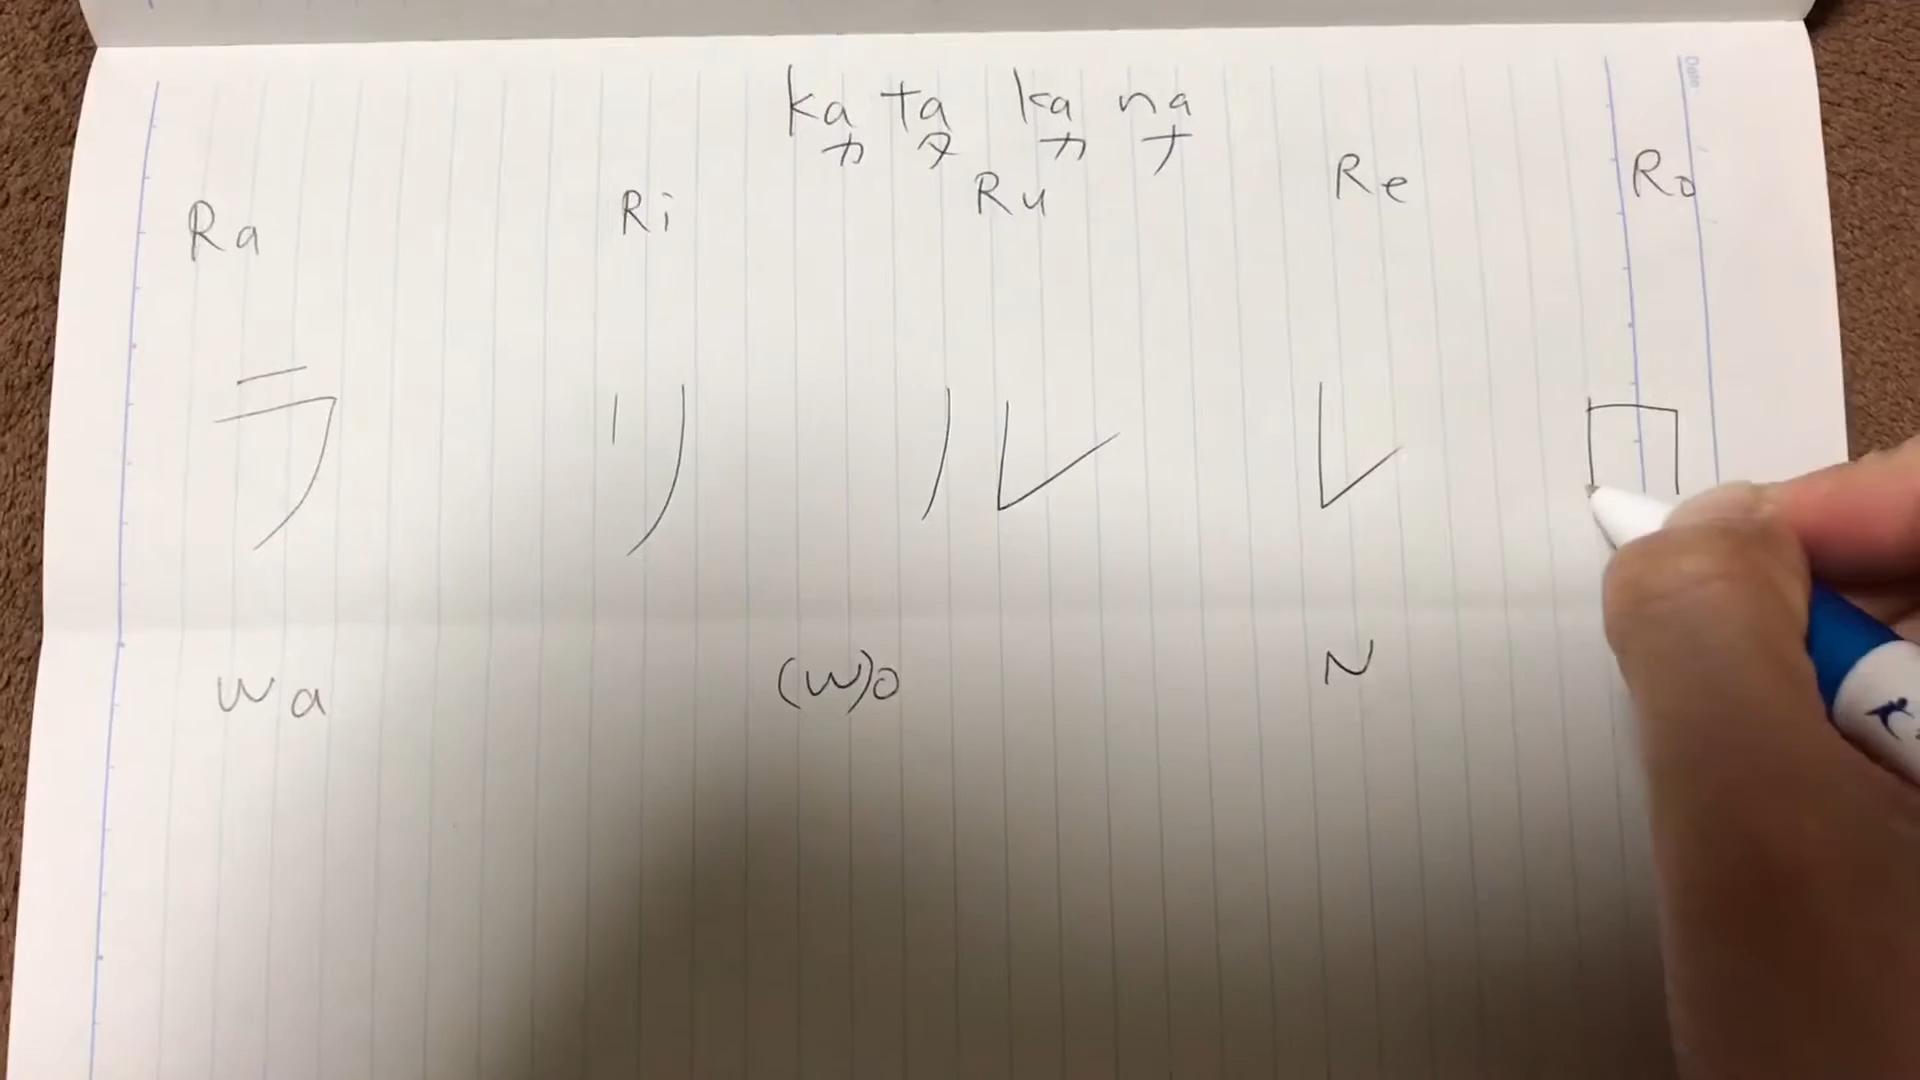 ka ta ka na
カ タ カ ナ
Ra Ri Ru Re Ro
ラ リ ル レ ロ
wa (w)o N
Date